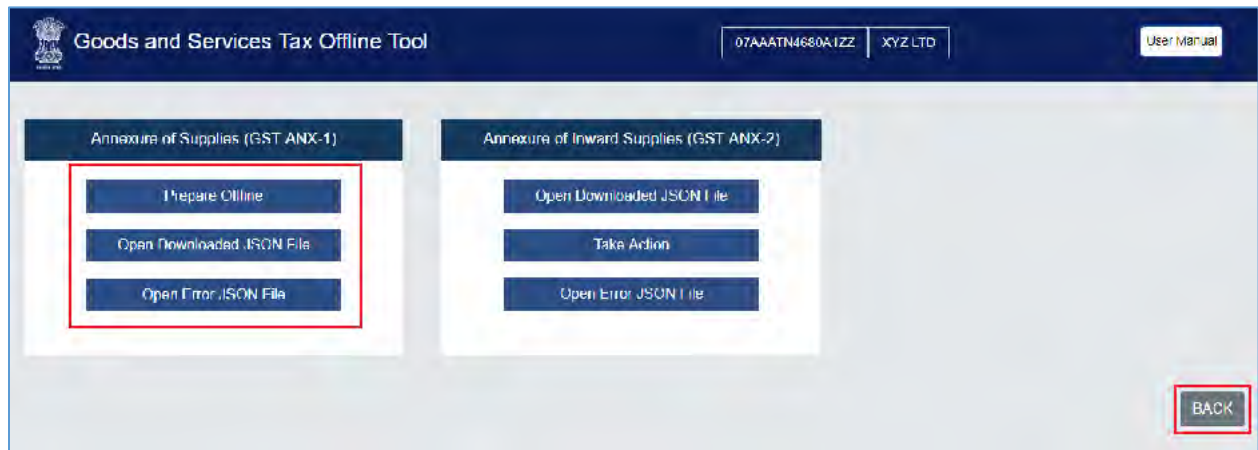 Goods and Services Tax Offline Tool
07AAATN4680A1ZZ XYZ LTD
User Manual
Annexure of Supplies (GST ANX-1)
Prepare Offline
Open Downloaded JSON File
Open Error JSON File
Annexure of Inward Supplies (GST ANX-2)
Open Downloaded JSON File
Take Action
Open Error JSON File
BACK